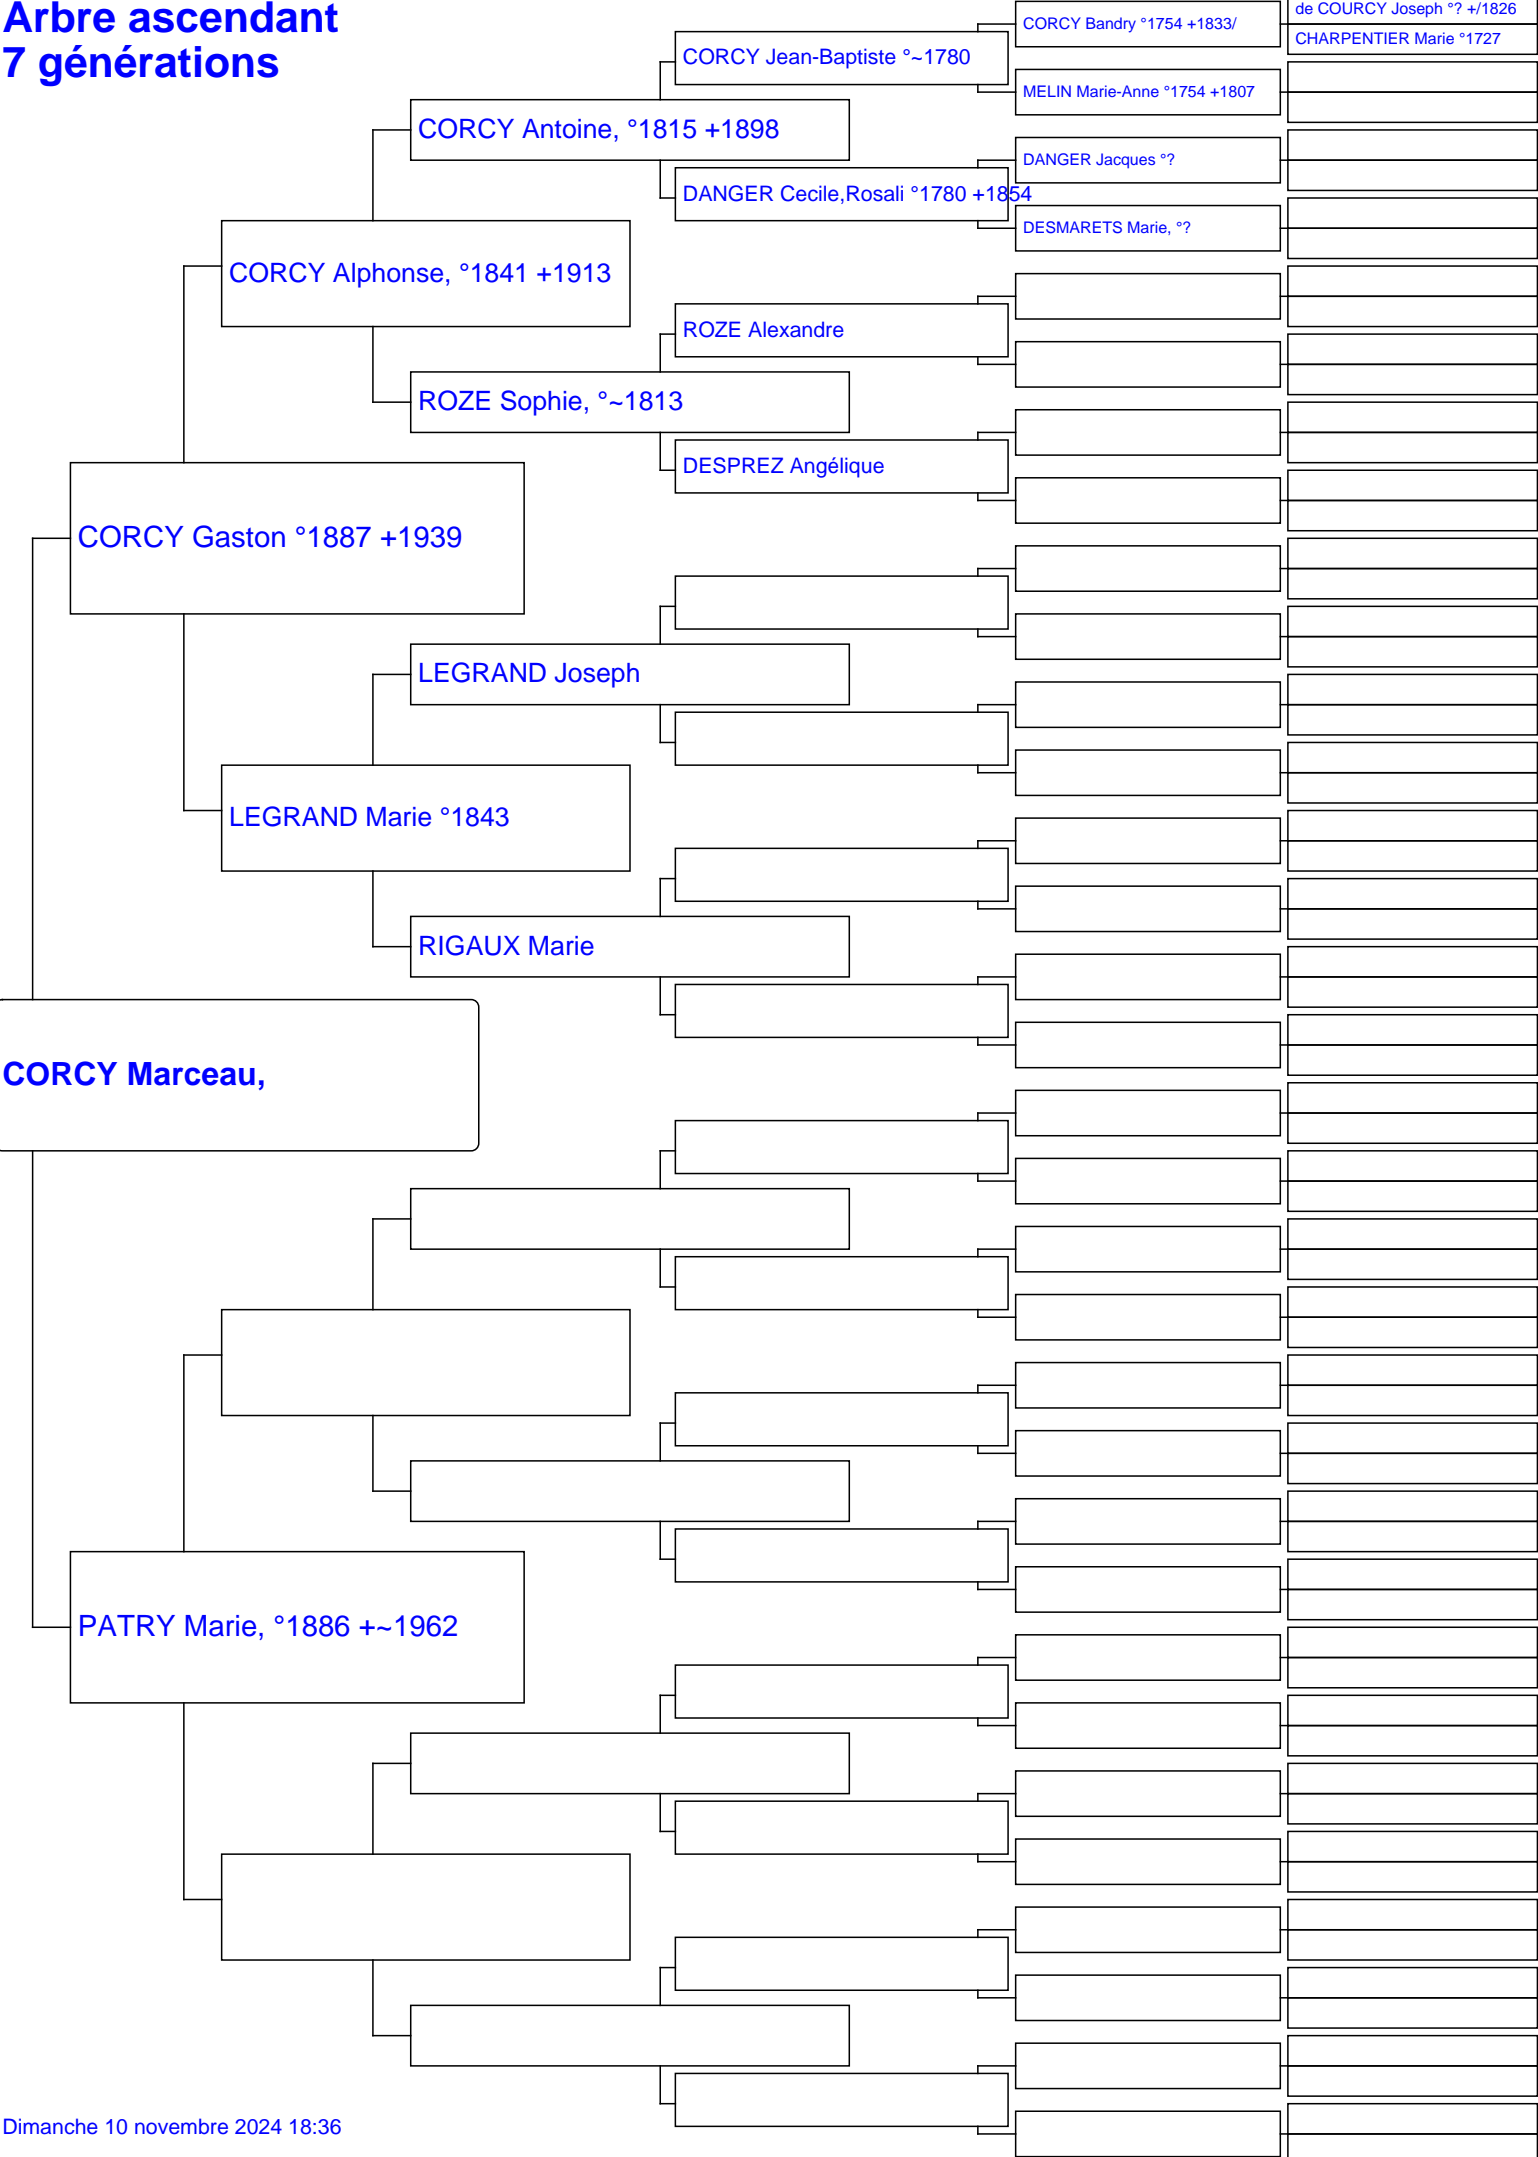 Arbre ascendant
7 générations
de COURCY Joseph °? +/1826
CORCY Bandry °1754 +1833/
CHARPENTIER Marie °1727
CORCY Jean-Baptiste °~1780
MELIN Marie-Anne °1754 +1807
CORCY Antoine, °1815 +1898
DANGER Jacques °?
DANGER Cecile,Rosali °1780 +1854
DESMARETS Marie, °?
CORCY Alphonse, °1841 +1913
ROZE Alexandre
ROZE Sophie, °~1813
DESPREZ Angélique
CORCY Gaston °1887 +1939
LEGRAND Joseph
LEGRAND Marie °1843
RIGAUX Marie
CORCY Marceau,
PATRY Marie, °1886 +~1962
Dimanche 10 novembre 2024 18:36